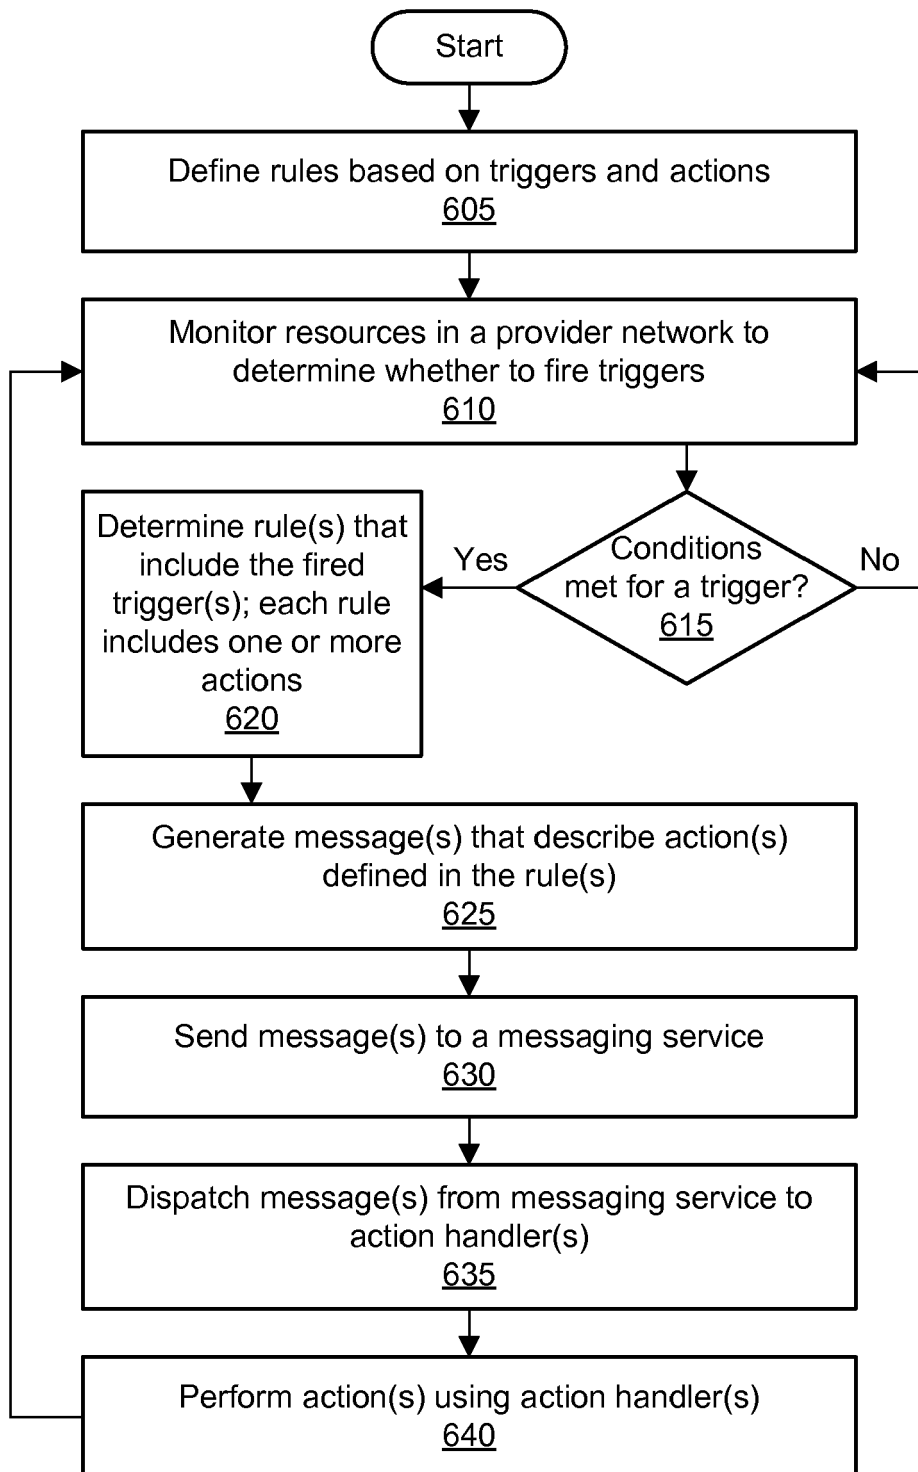 Start
Define rules based on triggers and actions
605
Monitor resources in a provider network to
determine whether to fire triggers
610
Conditions
met for a trigger?
615
Yes
No
Determine rule(s) that
include the fired
trigger(s); each rule
includes one or more
actions
620
Generate message(s) that describe action(s)
defined in the rule(s)
625
Send message(s) to a messaging service
630
Dispatch message(s) from messaging service to
action handler(s)
635
Perform action(s) using action handler(s)
640